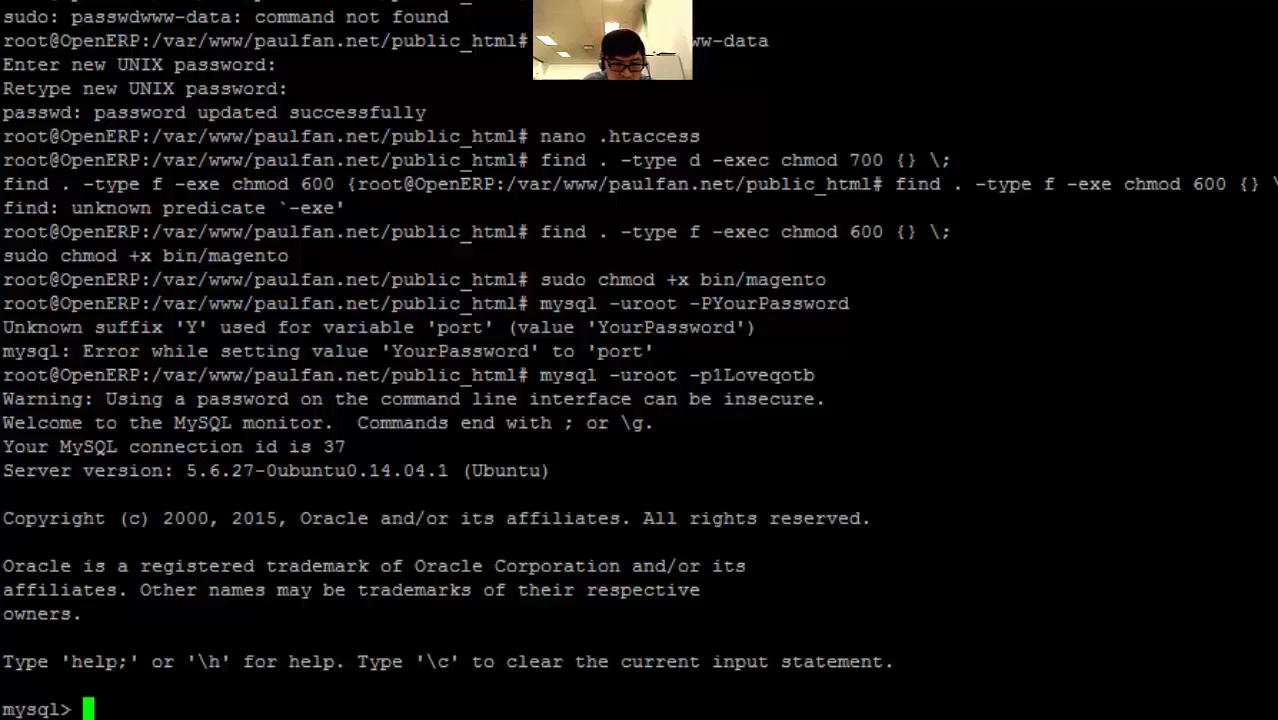 sudo: passwdwww-data: command not found
root@OpenERP:/var/www/paulfan.net/public_html# ww-data
Enter new UNIX password:
Retype new UNIX password:
passwd: password updated successfully
root@OpenERP:/var/www/paulfan.net/public_html# nano .htaccess
root@OpenERP:/var/www/paulfan.net/public_html# find . -type d -exec chmod 700 {} \;
find . -type f -exe chmod 600 {root@OpenERP:/var/www/paulfan.net/public_html# find . -type f -exe chmod 600 {} \
find: unknown predicate `-exe'
root@OpenERP:/var/www/paulfan.net/public_html# find . -type f -exec chmod 600 {} \;
sudo chmod +x bin/magento
root@OpenERP:/var/www/paulfan.net/public_html# sudo chmod +x bin/magento
root@OpenERP:/var/www/paulfan.net/public_html# mysql -uroot -PYourPassword
Unknown suffix 'Y' used for variable 'port' (value 'YourPassword')
mysql: Error while setting value 'YourPassword' to 'port'
root@OpenERP:/var/www/paulfan.net/public_html# mysql -uroot -p1Loveqotb
Warning: Using a password on the command line interface can be insecure.
Welcome to the MySQL monitor.  Commands end with ; or \g.
Your MySQL connection id is 37
Server version: 5.6.27-0ubuntu0.14.04.1 (Ubuntu)
Copyright (c) 2000, 2015, Oracle and/or its affiliates. All rights reserved.
Oracle is a registered trademark of Oracle Corporation and/or its
affiliates. Other names may be trademarks of their respective
owners.
Type 'help;' or '\h' for help. Type '\c' to clear the current input statement.
mysql>